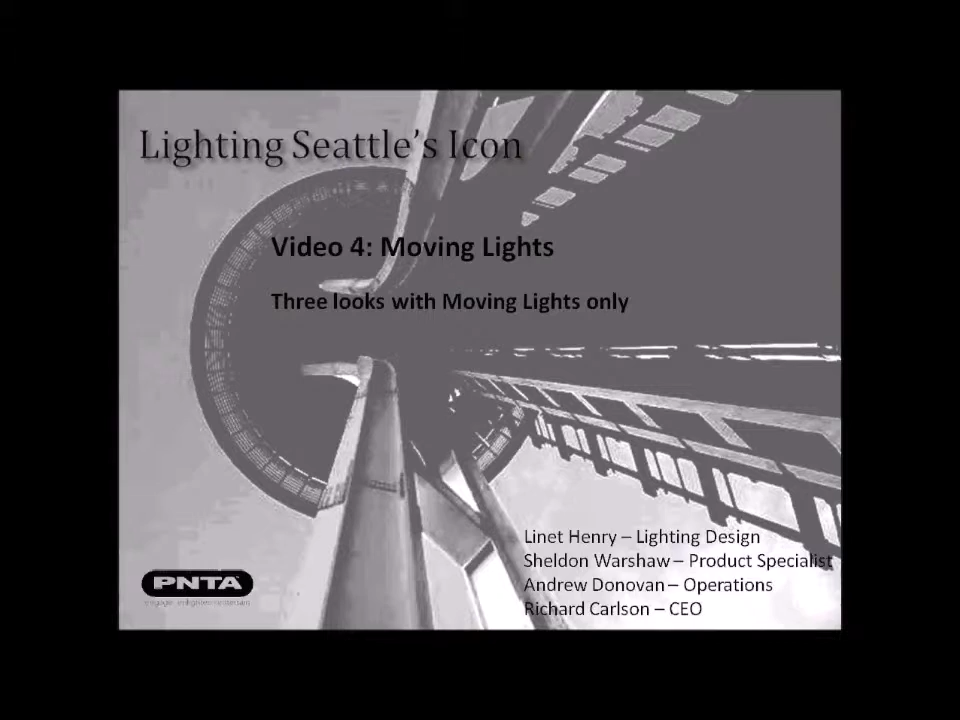 Lighting Seattle's Icon
Video 4: Moving Lights
Three looks with Moving Lights only
Linet Henry – Lighting Design
Sheldon Warshaw – Product Specialist
Andrew Donovan – Operations
Richard Carlson – CEO
PNTA